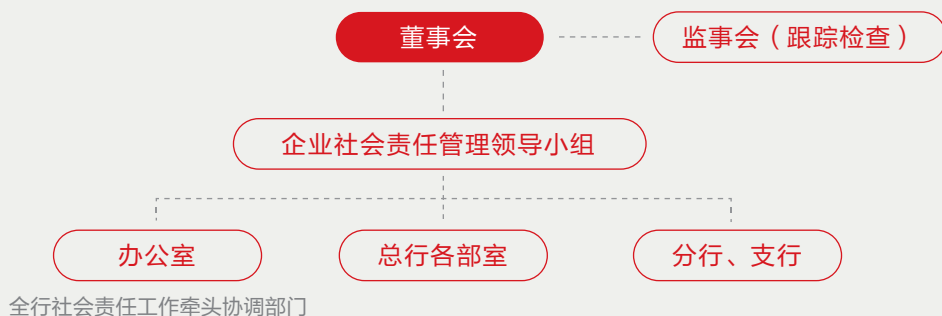 董事会
监事会（跟踪检查）
企业社会责任管理领导小组
办公室
总行各部室
分行、支行
全行社会责任工作牵头协调部门